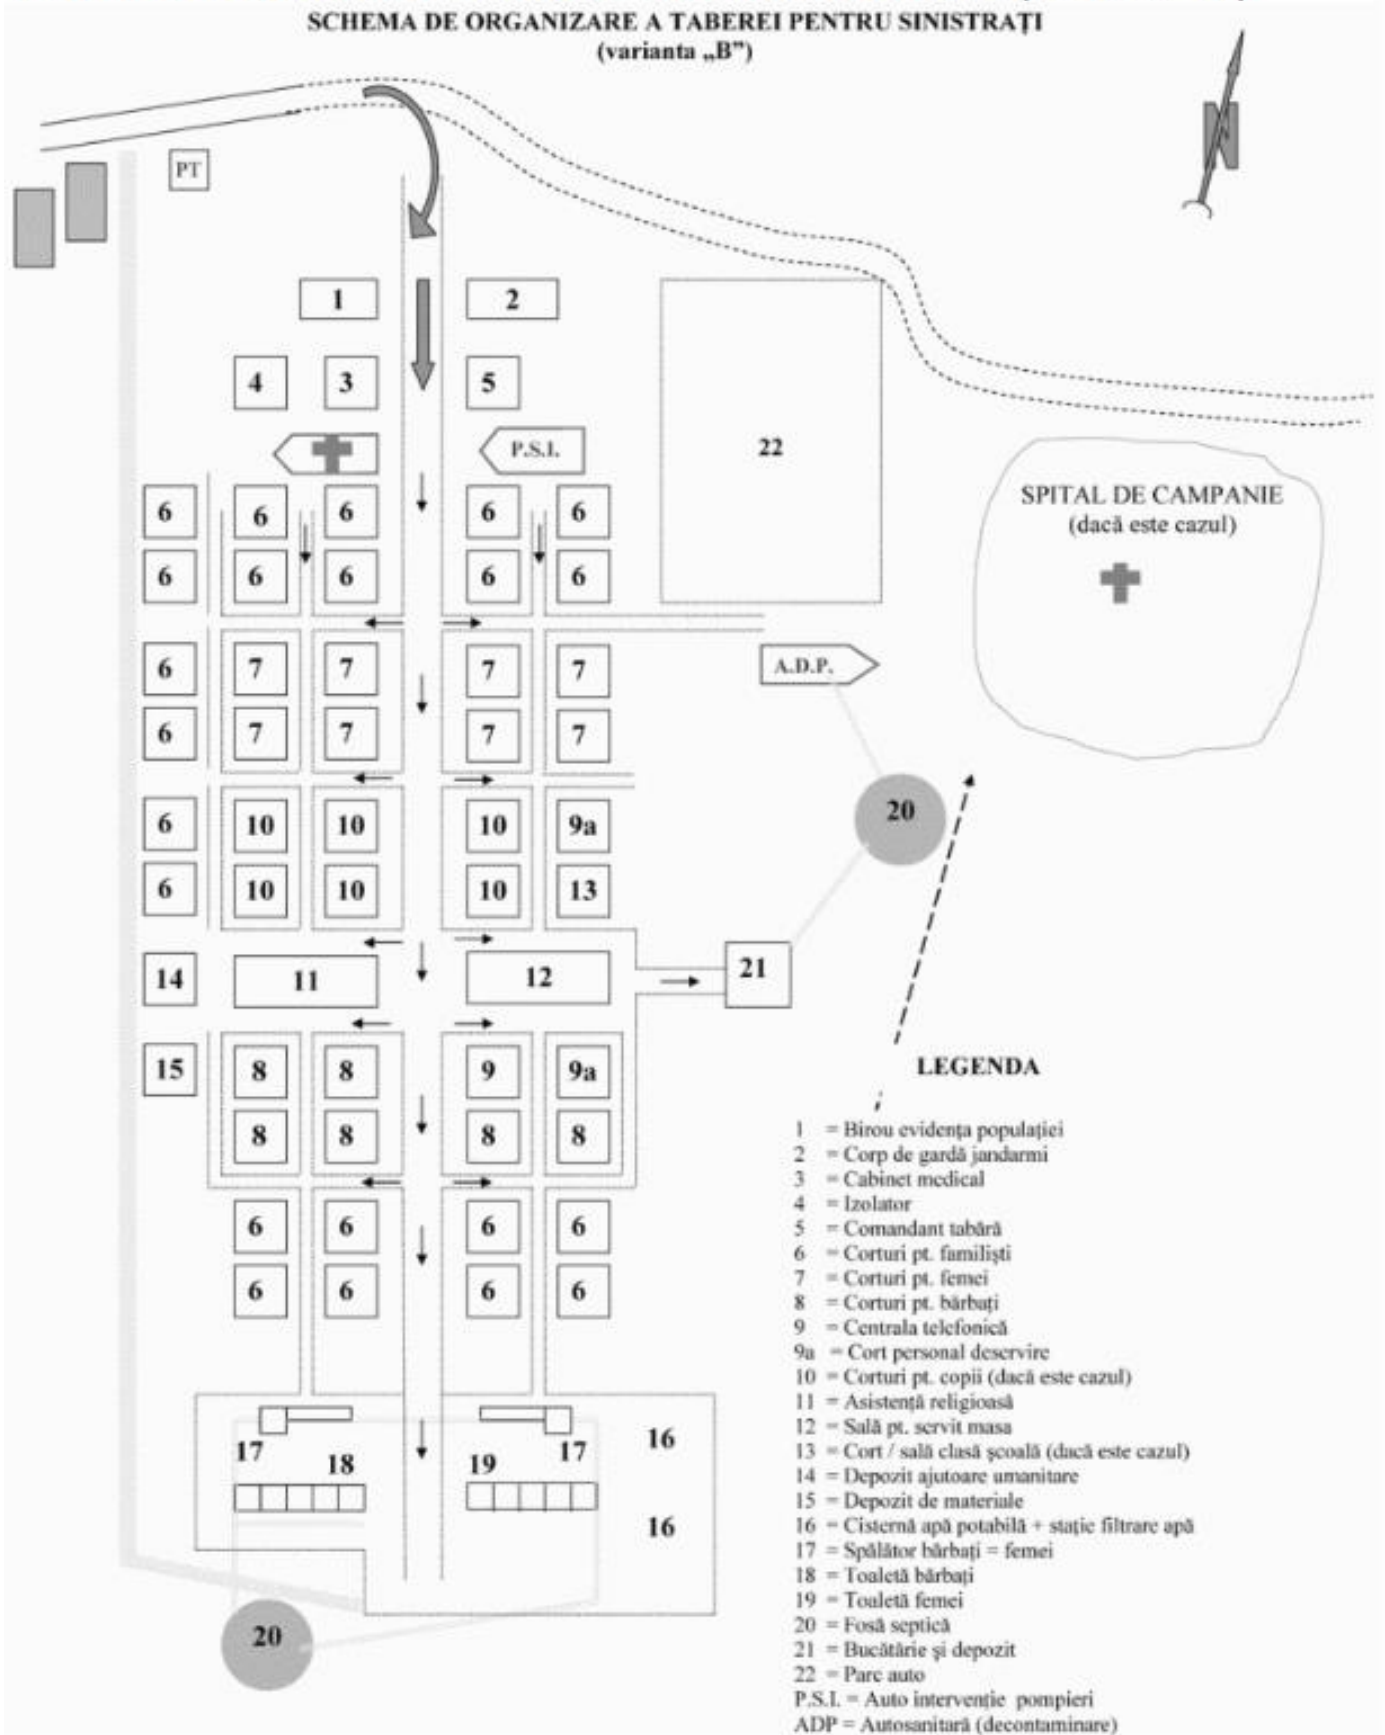 SCHEMA DE ORGANIZARE A TABEREI PENTRU SINISTRAȚI
(varianta „B”)
N
PT
1 2
4 3 5
P.S.I.
22
SPITAL DE CAMPANIE
(dacă este cazul)
6 6 6 6 6
6 6 6 6 6
6 7 7 7 7
A.D.P.
6 7 7 7 7
20
6 10 10 10 9a
6 10 10 10 13
14 11 12 21
15 8 8 9 9a
8 8 8 8
6 6 6 6
6 6 6 6
17 18 19 17 16
16
20
LEGENDA
1 = Birou evidența populației
2 = Corp de gardă jandarmi
3 = Cabinet medical
4 = Izolator
5 = Comandant tabără
6 = Corturi pt. familiști
7 = Corturi pt. femei
8 = Corturi pt. bărbați
9 = Centrala telefonică
9a = Cort personal deservire
10 = Corturi pt. copii (dacă este cazul)
11 = Asistență religioasă
12 = Sală pt. servit masa
13 = Cort / sală clasă școală (dacă este cazul)
14 = Depozit ajutoare umanitare
15 = Depozit de materiale
16 = Cisternă apă potabilă + stație filtrare apă
17 = Spălător bărbați = femei
18 = Toaletă bărbați
19 = Toaletă femei
20 = Fosă septică
21 = Bucătărie și depozit
22 = Parc auto
P.S.I. = Auto intervenție pompieri
ADP = Autosanitară (decontaminare)